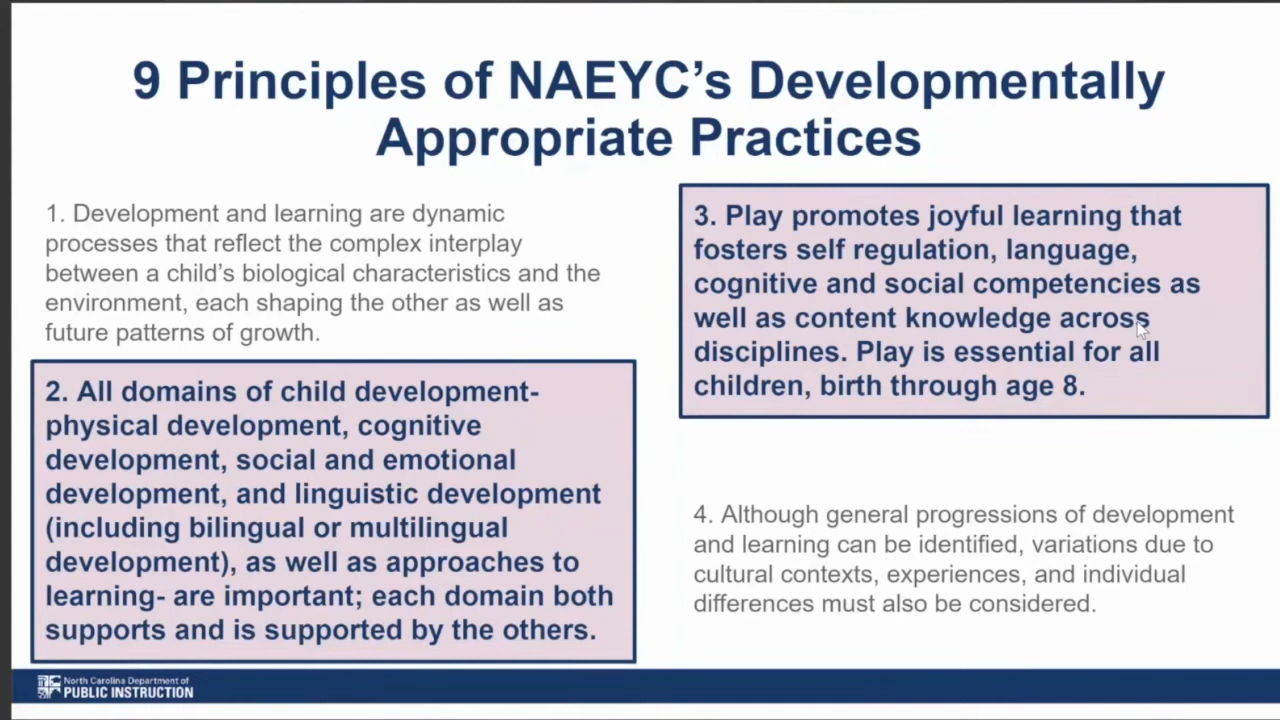 9 Principles of NAEYC's Developmentally
Appropriate Practices
1. Development and learning are dynamic
processes that reflect the complex interplay
between a child's biological characteristics and the
environment, each shaping the other as well as
future patterns of growth.
2. All domains of child development-
physical development, cognitive
development, social and emotional
development, and linguistic development
(including bilingual or multilingual
development), as well as approaches to
learning- are important; each domain both
supports and is supported by the others.
3. Play promotes joyful learning that
fosters self regulation, language,
cognitive and social competencies as
well as content knowledge across
disciplines. Play is essential for all
children, birth through age 8.
4. Although general progressions of development
and learning can be identified, variations due to
cultural contexts, experiences, and individual
differences must also be considered.
North Carolina Department of
PUBLIC INSTRUCTION